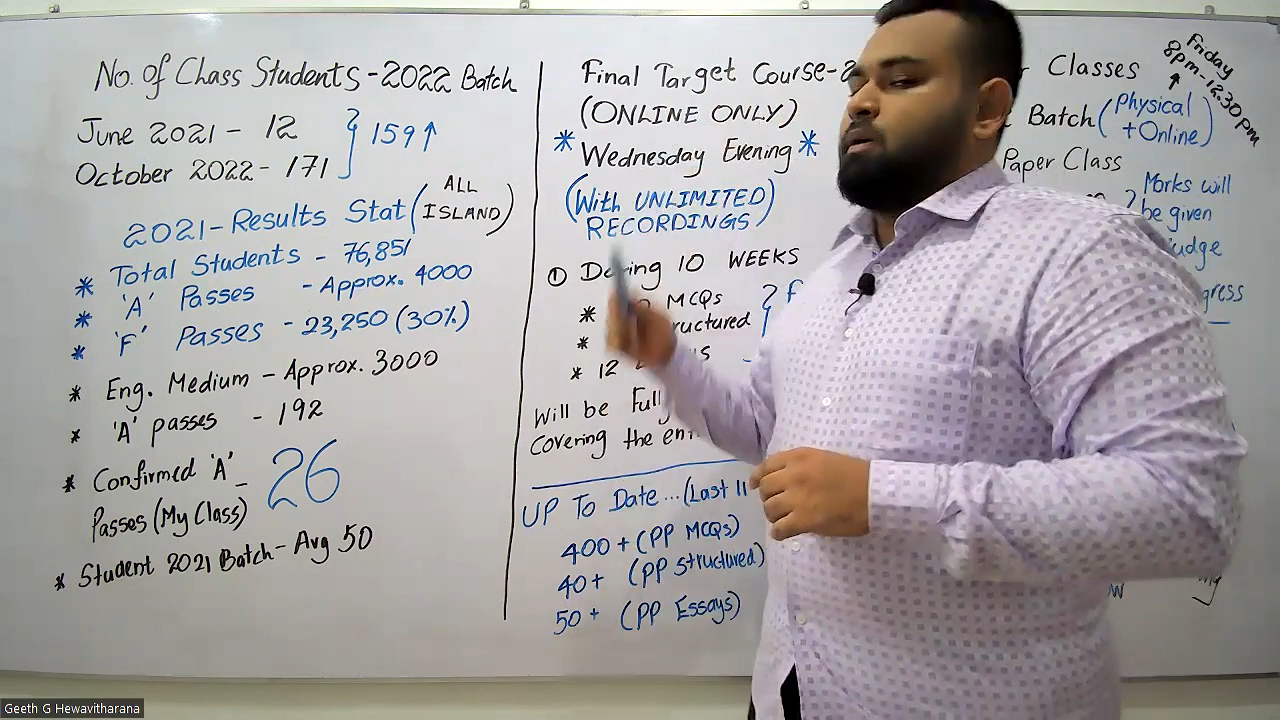 No. of Class Students - 2022 Batch
June 2021 - 12
October 2022 - 171
159↑
2021 - Results Stat (ALL ISLAND)
* Total Students - 76,851
* 'A' Passes - Approx. 4000
* 'F' Passes - 23,250 (30%)
* Eng. Medium - Approx. 3000
* 'A' passes - 192
* Confirmed 'A'
Passes (My Class) - 26
* Student 2021 Batch - Avg 50
Final Target Course - 2
(ONLINE ONLY)
* Wednesday Evening *
(With UNLIMITED
RECORDINGS)
① During 10 WEEKS
* MCQs
*
* 12
Will be
Covering the
UP To Date... (Last 11
400 + (PP MCQs)
40+ (PP Structured)
50+ (PP Essays)
Classes
Friday
8pm - 12.30pm
Batch (Physical
+ Online)
Paper Class
Marks will
be given
Geeth G Hewavitharana